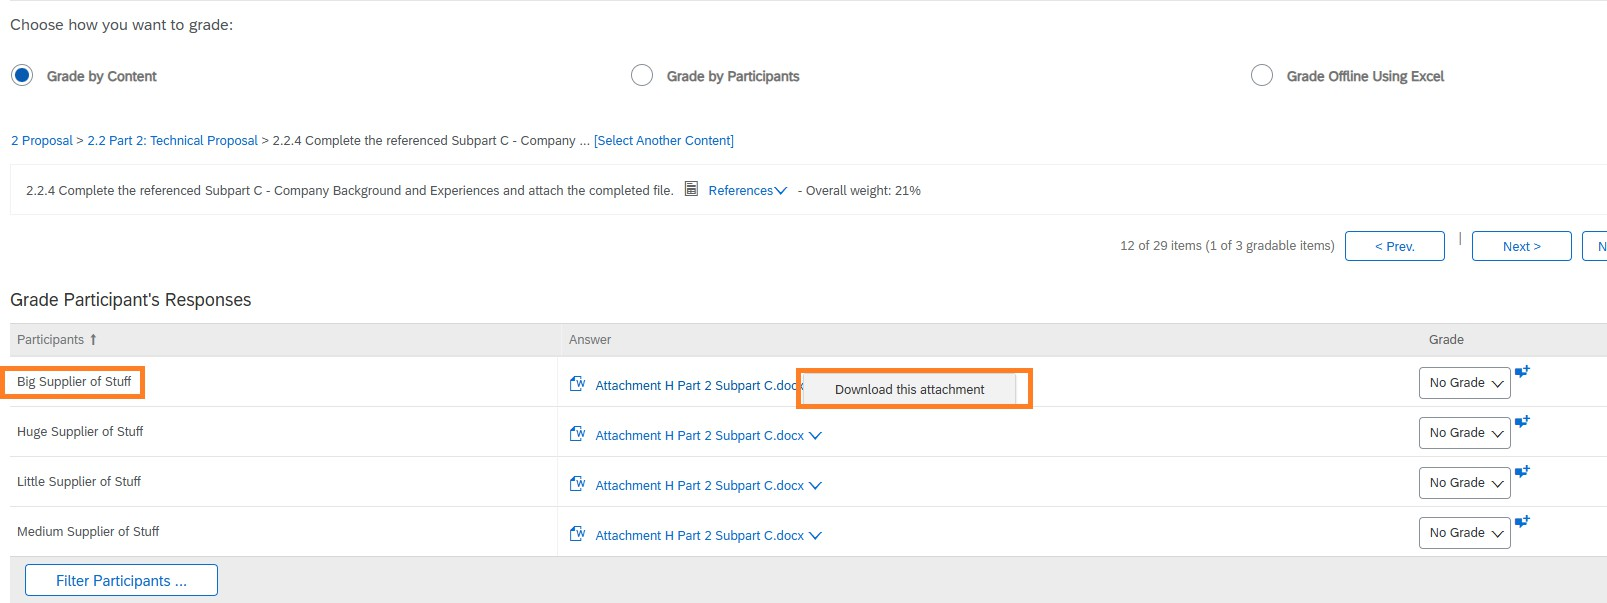 Choose how you want to grade:
Grade by Content Grade by Participants Grade Offline Using Excel
2 Proposal > 2.2 Part 2: Technical Proposal > 2.2.4 Complete the referenced Subpart C - Company ... [Select Another Content]
2.2.4 Complete the referenced Subpart C - Company Background and Experiences and attach the completed file. References - Overall weight: 21%
12 of 29 items (1 of 3 gradable items) < Prev. | Next > N
Grade Participant's Responses
Participants ↑ Answer Grade
Big Supplier of Stuff Attachment H Part 2 Subpart C.docx Download this attachment No Grade
Huge Supplier of Stuff Attachment H Part 2 Subpart C.docx No Grade
Little Supplier of Stuff Attachment H Part 2 Subpart C.docx No Grade
Medium Supplier of Stuff Attachment H Part 2 Subpart C.docx No Grade
Filter Participants ...